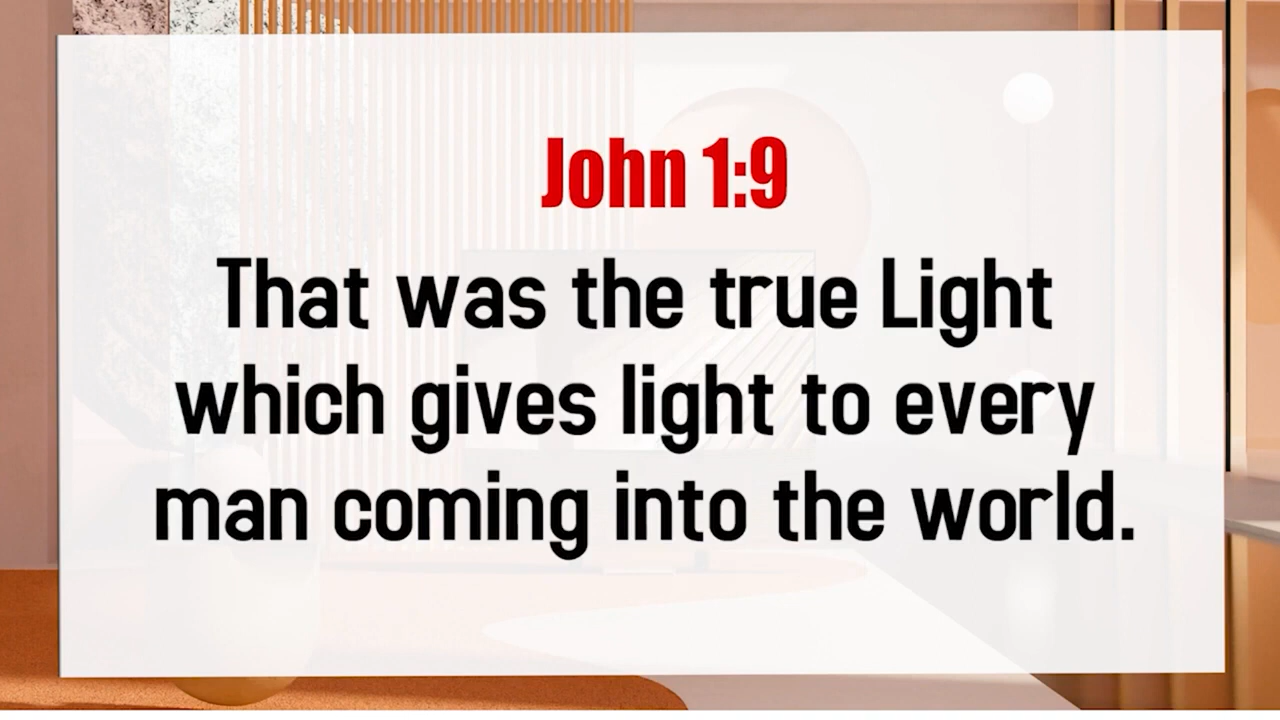 John 1:9
That was the true Light
which gives light to every
man coming into the world.